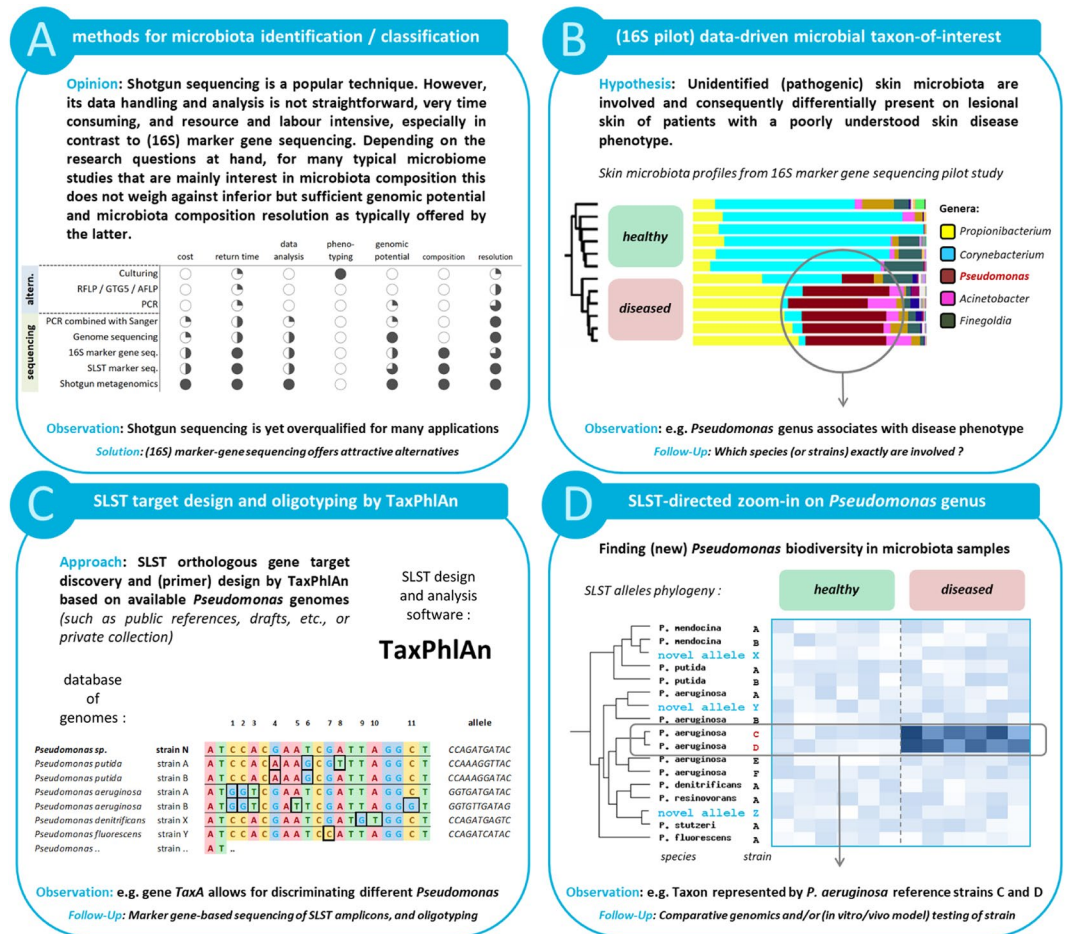 A
methods for microbiota identification / classification
Opinion: Shotgun sequencing is a popular technique. However,
its data handling and analysis is not straightforward, very time
consuming, and resource and labour intensive, especially in
contrast to (16S) marker gene sequencing. Depending on the
research questions at hand, for many typical microbiome
studies that are mainly interest in microbiota composition this
does not weigh against inferior but sufficient genomic potential
and microbiota composition resolution as typically offered by
the latter.
cost return time data analysis pheno-typing genomic potential composition resolution
altern.
Culturing
RFLP / GTG5 / AFLP
PCR
sequencing
PCR combined with Sanger
Genome sequencing
16S marker gene seq.
SLST marker seq.
Shotgun metagenomics
Observation: Shotgun sequencing is yet overqualified for many applications
Solution: (16S) marker-gene sequencing offers attractive alternatives
B
(16S pilot) data-driven microbial taxon-of-interest
Hypothesis: Unidentified (pathogenic) skin microbiota are
involved and consequently differentially present on lesional
skin of patients with a poorly understood skin disease
phenotype.
Skin microbiota profiles from 16S marker gene sequencing pilot study
healthy
diseased
Genera:
Propionibacterium
Corynebacterium
Pseudomonas
Acinetobacter
Finegoldia
Observation: e.g. Pseudomonas genus associates with disease phenotype
Follow-Up: Which species (or strains) exactly are involved ?
C
SLST target design and oligotyping by TaxPhlAn
Approach: SLST orthologous gene target
discovery and (primer) design by TaxPhlAn
based on available Pseudomonas genomes
(such as public references, drafts, etc., or
private collection)
SLST design
and analysis
software :
TaxPhlAn
database
of
genomes :
1 2 3 4 5 6 7 8 9 10 11 allele
Pseudomonas sp. strain N A T C C A C G A A T C G A T T A G G C T CCAGATGATAC
Pseudomonas putida strain A A T C C A C A A A G C G T T T A G G C T CCAAAGGTTAC
Pseudomonas putida strain B A T C C A C A A A G C G A T T A G G C T CCAAAGGATAC
Pseudomonas aeruginosa strain A A T G G T C G A A T C G A T T A G G C T GGTGATGATAC
Pseudomonas aeruginosa strain B A T G G T C G A T T C G A T T A G G G T GGTGTTGATAG
Pseudomonas denitrificans strain X A T C C A C G A A T C G A G T G G C T CCAGATGAGTC
Pseudomonas fluorescens strain Y A T C C A C G A A T C C A T T A G G C T CCAGATCATAC
Pseudomonas .. strain .. A T ..
Observation: e.g. gene TaxA allows for discriminating different Pseudomonas
Follow-Up: Marker gene-based sequencing of SLST amplicons, and oligotyping
D
SLST-directed zoom-in on Pseudomonas genus
Finding (new) Pseudomonas biodiversity in microbiota samples
SLST alleles phylogeny :
healthy
diseased
P. mendocina A
P. mendocina B
novel allele X
P. putida A
P. putida B
P. aeruginosa A
novel allele Y
P. aeruginosa B
P. aeruginosa C
P. aeruginosa D
P. aeruginosa E
P. aeruginosa F
P. denitrificans A
P. resinovorans A
novel allele Z
P. stutzeri A
P. fluorescens A
species strain
Observation: e.g. Taxon represented by P. aeruginosa reference strains C and D
Follow-Up: Comparative genomics and/or (in vitro/vivo model) testing of strain